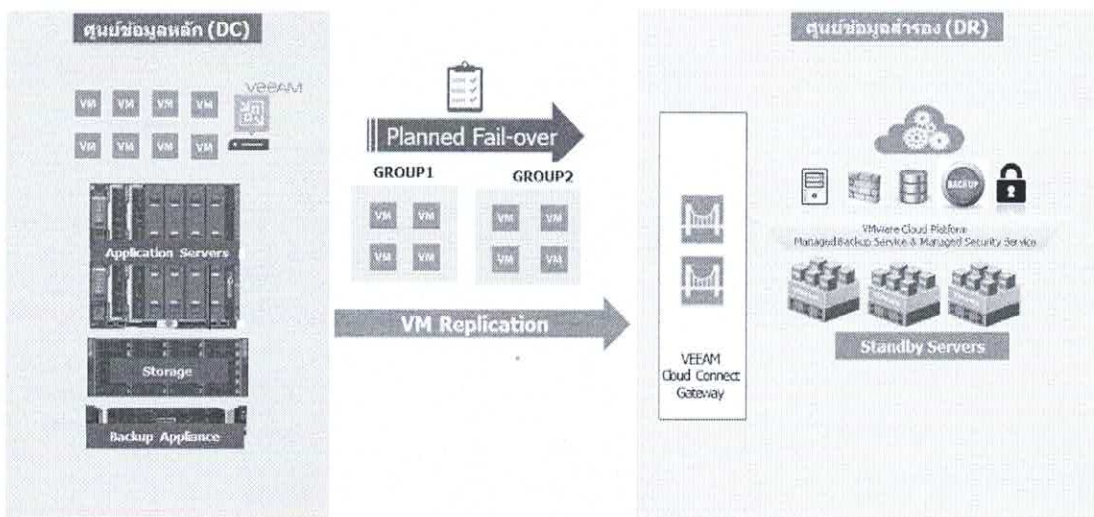 ศูนย์ข้อมูลหลัก (DC)
veeAM
VM VM VM VM
VM VM VM VM
Application Servers
Storage
Backup Appliance
Planned Fail-over
GROUP1
VM VM
VM VM
GROUP2
VM VM
VM VM
VM Replication
ศูนย์ข้อมูลสำรอง (DR)
VEEAM
Cloud Connect
Gateway
BACKUP
VMware Cloud Platform
Managed Backup Service & Managed Security Service
Standby Servers